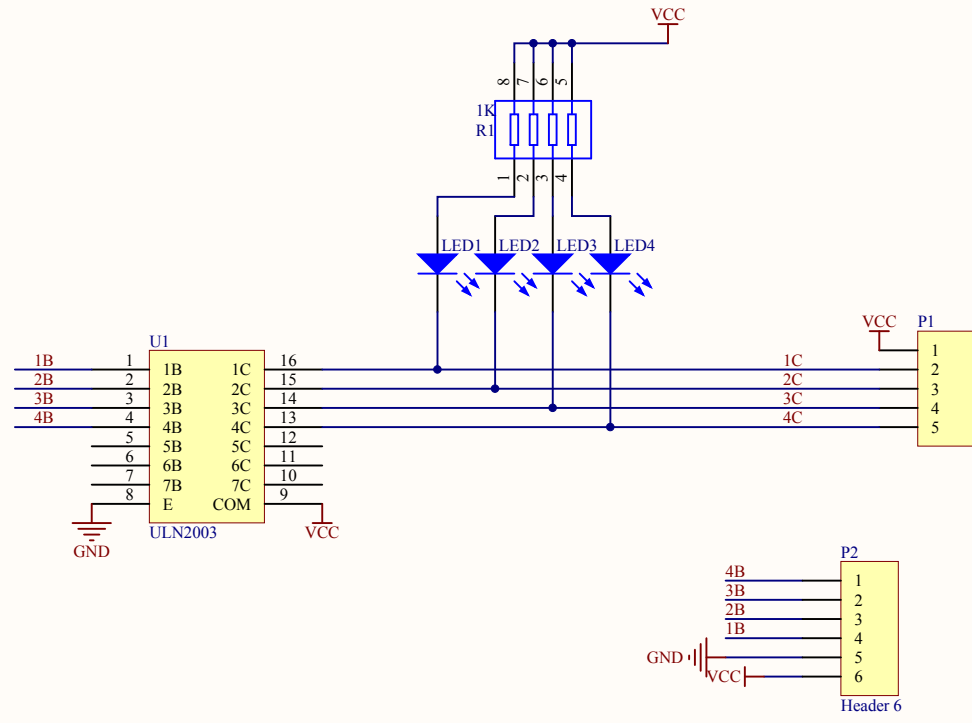 VCC
8 7 6 5
1K
R1
1 2 3 4
LED1 LED2 LED3 LED4
VCC P1
U1
1
1B 1 1B 1C 16 1C 2
2B 2 2B 2C 15 2C 3
3B 3 3B 3C 14 3C 4
4B 4 4B 4C 13 4C 5
5 5B 5C 12
6 6B 6C 11
7 7B 7C 10
8 E COM 9
GND ULN2003 VCC
P2
4B 1
3B 2
2B 3
1B 4
GND 5
VCC 6
Header 6